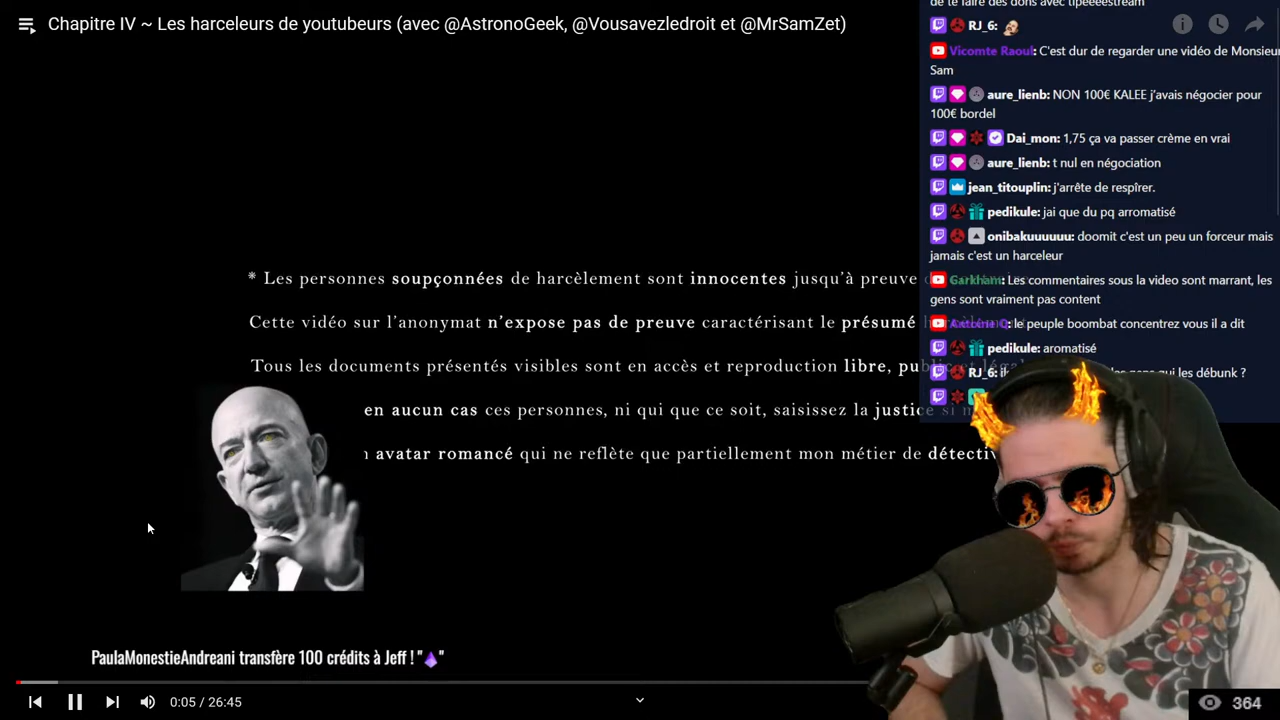 Chapitre IV ~ Les harceleurs de youtubeurs (avec @AstronoGeek, @Vousavezledroit et @MrSamZet)
de te faire des dons avec tipeeeestream
RJ_6:
Vicomte Raoul: C'est dur de regarder une vidéo de Monsieur
Sam
aure_lienb: NON 100€ KALEE j'avais négocier pour
100€ bordel
Dai_mon: 1,75 ça va passer crème en vrai
aure_lienb: t nul en négociation
jean_titouplin: j'arrête de respîrer.
pedikule: jai que du pq arromatisé
onibakuuuuuu: doomit c'est un peu un forceur mais
jamais c'est un harceleur
Garkham: Les commentaires sous la video sont marrant, les
gens sont vraiment pas content
Antoine Q: le peuple boombat concentrez vous il a dit
pedikule: aromatisé
RJ_6: gens qui les débunk ?
* Les personnes soupçonnées de harcèlement sont innocentes jusqu'à preuve
Cette vidéo sur l'anonymat n'expose pas de preuve caractérisant le présumé
Tous les documents présentés visibles sont en accès et reproduction libre,
en aucun cas ces personnes, ni qui que ce soit, saisissez la justice si
avatar romancé qui ne reflète que partiellement mon métier de
PaulaMonestieAndreani transfère 100 crédits à Jeff ! " "
0:05 / 26:45
364